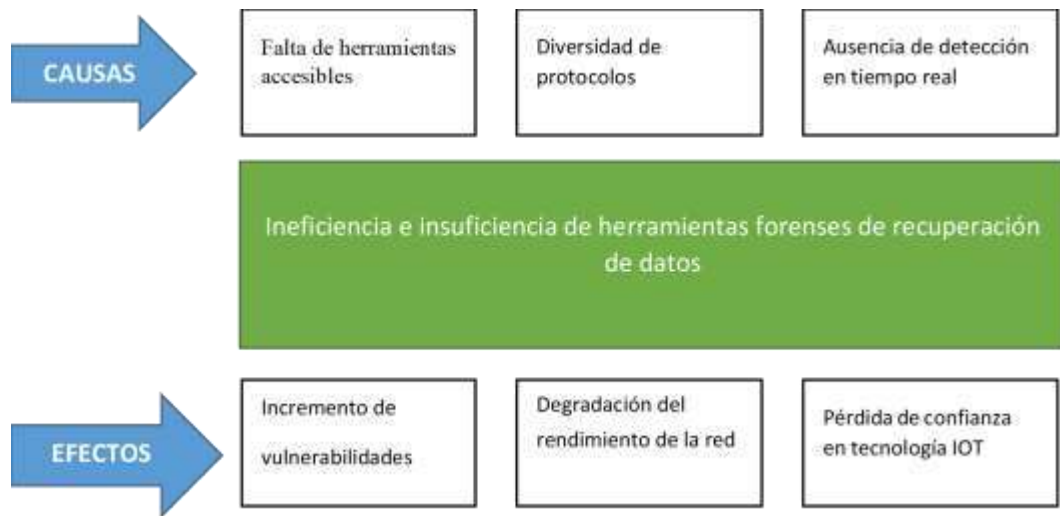 CAUSAS
Falta de herramientas
accesibles
Diversidad de
protocolos
Ausencia de detección
en tiempo real
Ineficiencia e insuficiencia de herramientas forenses de recuperación
de datos
EFECTOS
Incremento de
vulnerabilidades
Degradación del
rendimiento de la red
Pérdida de confianza
en tecnología IOT